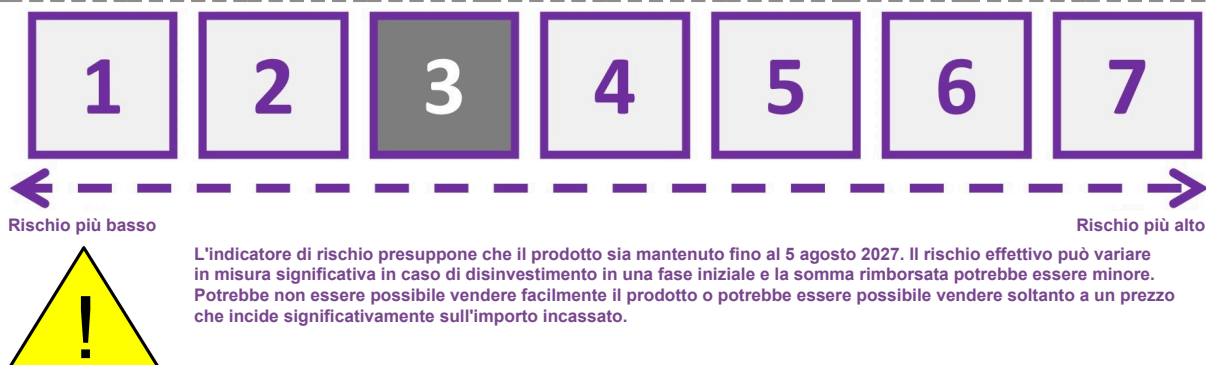 1 2 3 4 5 6 7
Rischio più basso Rischio più alto
L'indicatore di rischio presuppone che il prodotto sia mantenuto fino al 5 agosto 2027. Il rischio effettivo può variare
in misura significativa in caso di disinvestimento in una fase iniziale e la somma rimborsata potrebbe essere minore.
Potrebbe non essere possibile vendere facilmente il prodotto o potrebbe essere possibile vendere soltanto a un prezzo
che incide significativamente sull'importo incassato.
!